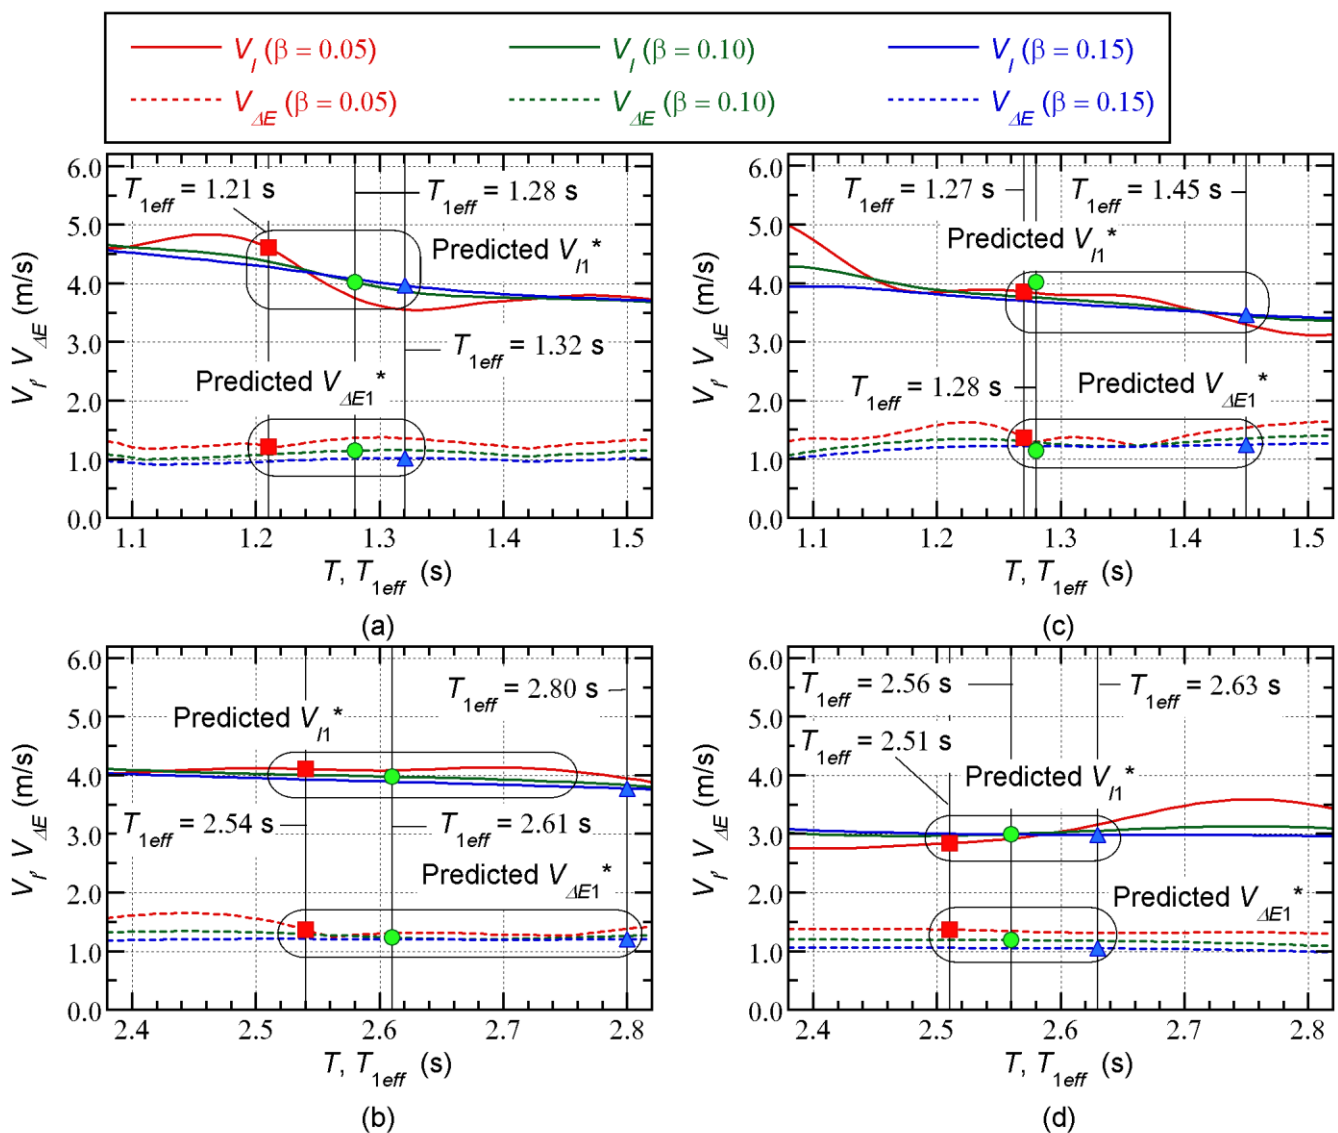 V_I (β = 0.05) V_I (β = 0.10) V_I (β = 0.15)
V_ΔE (β = 0.05) V_ΔE (β = 0.10) V_ΔE (β = 0.15)
V_I, V_ΔE (m/s)
6.0
5.0
4.0
3.0
2.0
1.0
0.0
T_1eff = 1.21 s
T_1eff = 1.28 s
Predicted V_I1*
T_1eff = 1.32 s
Predicted V_ΔE1*
1.1 1.2 1.3 1.4 1.5
T, T_1eff (s)
(a)
V_I, V_ΔE (m/s)
6.0
5.0
4.0
3.0
2.0
1.0
0.0
T_1eff = 1.27 s
T_1eff = 1.45 s
Predicted V_I1*
T_1eff = 1.28 s
Predicted V_ΔE1*
1.1 1.2 1.3 1.4 1.5
T, T_1eff (s)
(c)
V_I, V_ΔE (m/s)
6.0
5.0
4.0
3.0
2.0
1.0
0.0
T_1eff = 2.80 s
Predicted V_I1*
T_1eff = 2.54 s
T_1eff = 2.61 s
Predicted V_ΔE1*
2.4 2.5 2.6 2.7 2.8
T, T_1eff (s)
(b)
V_I, V_ΔE (m/s)
6.0
5.0
4.0
3.0
2.0
1.0
0.0
T_1eff = 2.56 s
T_1eff = 2.63 s
T_1eff = 2.51 s
Predicted V_I1*
Predicted V_ΔE1*
2.4 2.5 2.6 2.7 2.8
T, T_1eff (s)
(d)